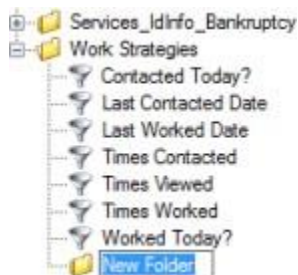 Services_IdInfo_Bankruptcy
Work Strategies
Contacted Today?
Last Contacted Date
Last Worked Date
Times Contacted
Times Viewed
Times Worked
Worked Today?
New Folder